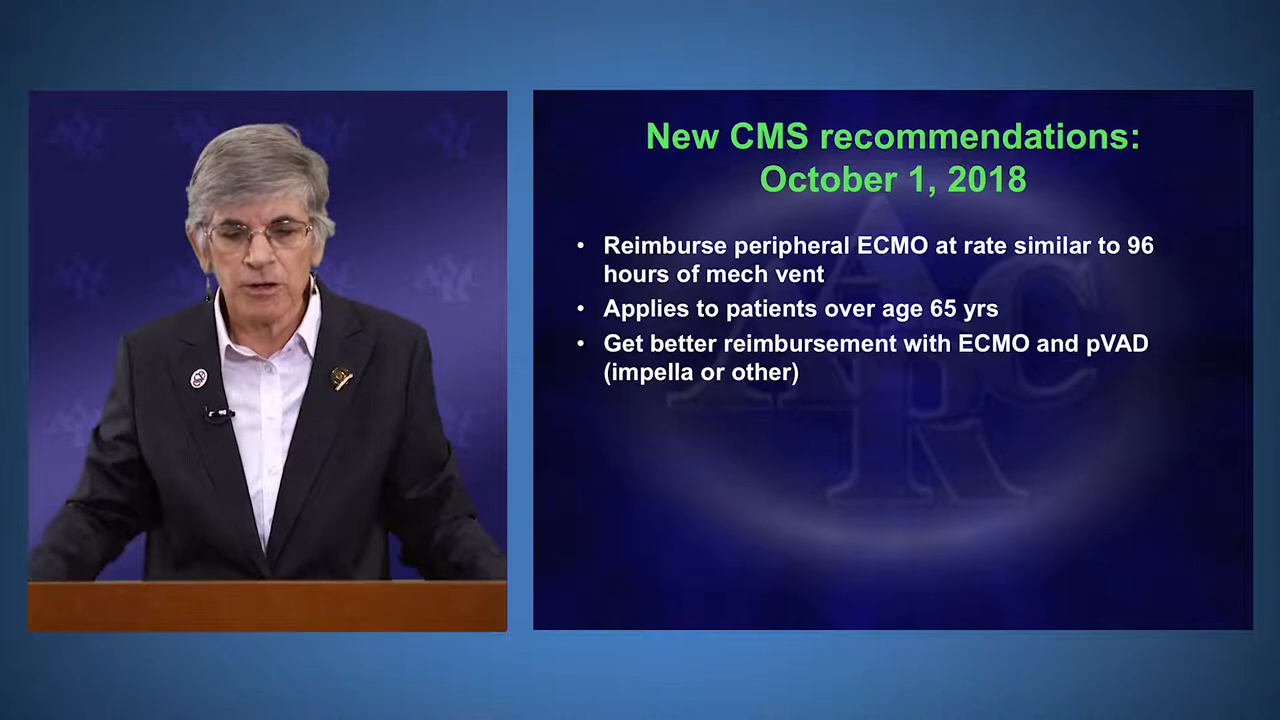 New CMS recommendations:
October 1, 2018
• Reimburse peripheral ECMO at rate similar to 96
hours of mech vent
• Applies to patients over age 65 yrs
• Get better reimbursement with ECMO and pVAD
(impella or other)
AARC